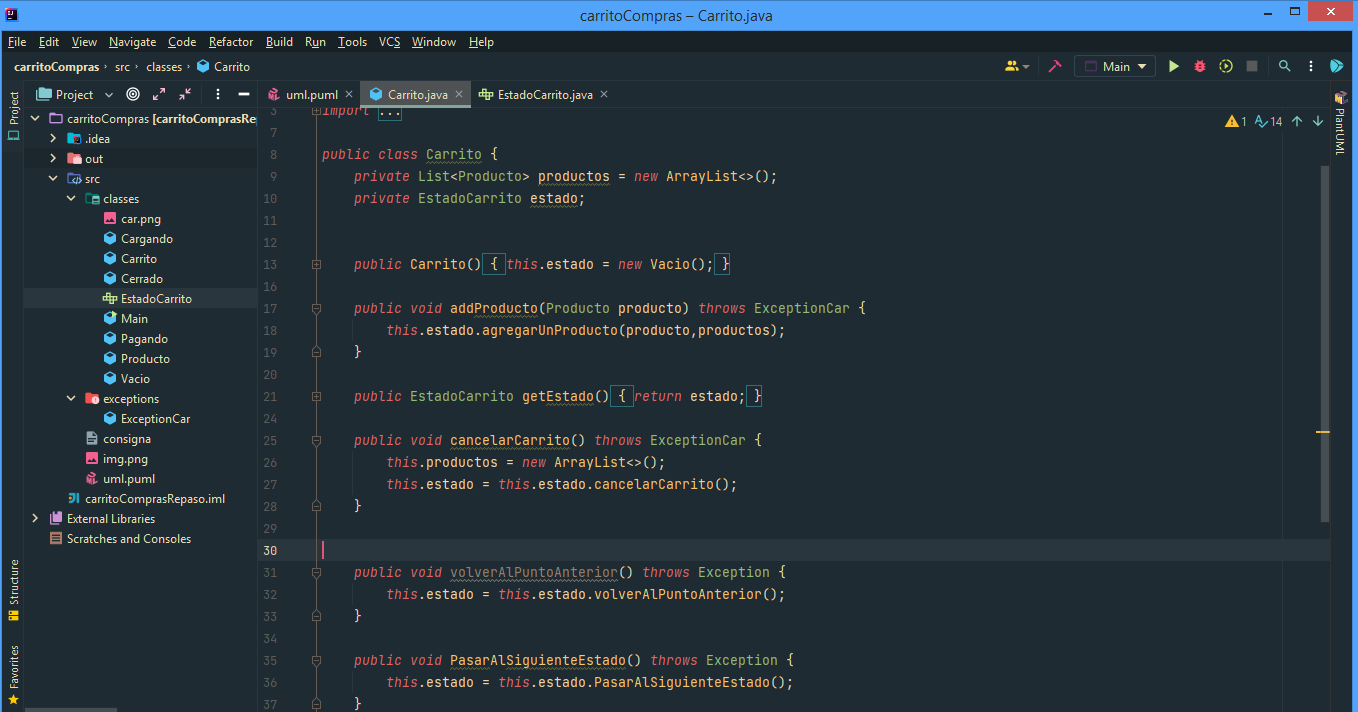 carritoCompras – Carrito.java
File Edit View Navigate Code Refactor Build Run Tools VCS Window Help
carritoCompras › src › classes › Carrito
Main
Project
uml.puml
Carrito.java
EstadoCarrito.java
Project
Structure
Favorites
carritoCompras [carritoComprasRe
.idea
out
src
classes
car.png
Cargando
Carrito
Cerrado
EstadoCarrito
Main
Pagando
Producto
Vacio
exceptions
ExceptionCar
consigna
img.png
uml.puml
carritoComprasRepaso.iml
External Libraries
Scratches and Consoles
3 import ...
7
8 public class Carrito {
9 private List<Producto> productos = new ArrayList<>();
10 private EstadoCarrito estado;
11
12
13 public Carrito() { this.estado = new Vacio(); }
16
17 public void addProducto(Producto producto) throws ExceptionCar {
18 this.estado.agregarUnProducto(producto,productos);
19 }
20
21 public EstadoCarrito getEstado() { return estado; }
24
25 public void cancelarCarrito() throws ExceptionCar {
26 this.productos = new ArrayList<>();
27 this.estado = this.estado.cancelarCarrito();
28 }
29
30
31 public void volverAlPuntoAnterior() throws Exception {
32 this.estado = this.estado.volverAlPuntoAnterior();
33 }
34
35 public void PasarAlSiguienteEstado() throws Exception {
36 this.estado = this.estado.PasarAlSiguienteEstado();
37 }
1 14
PlantUML